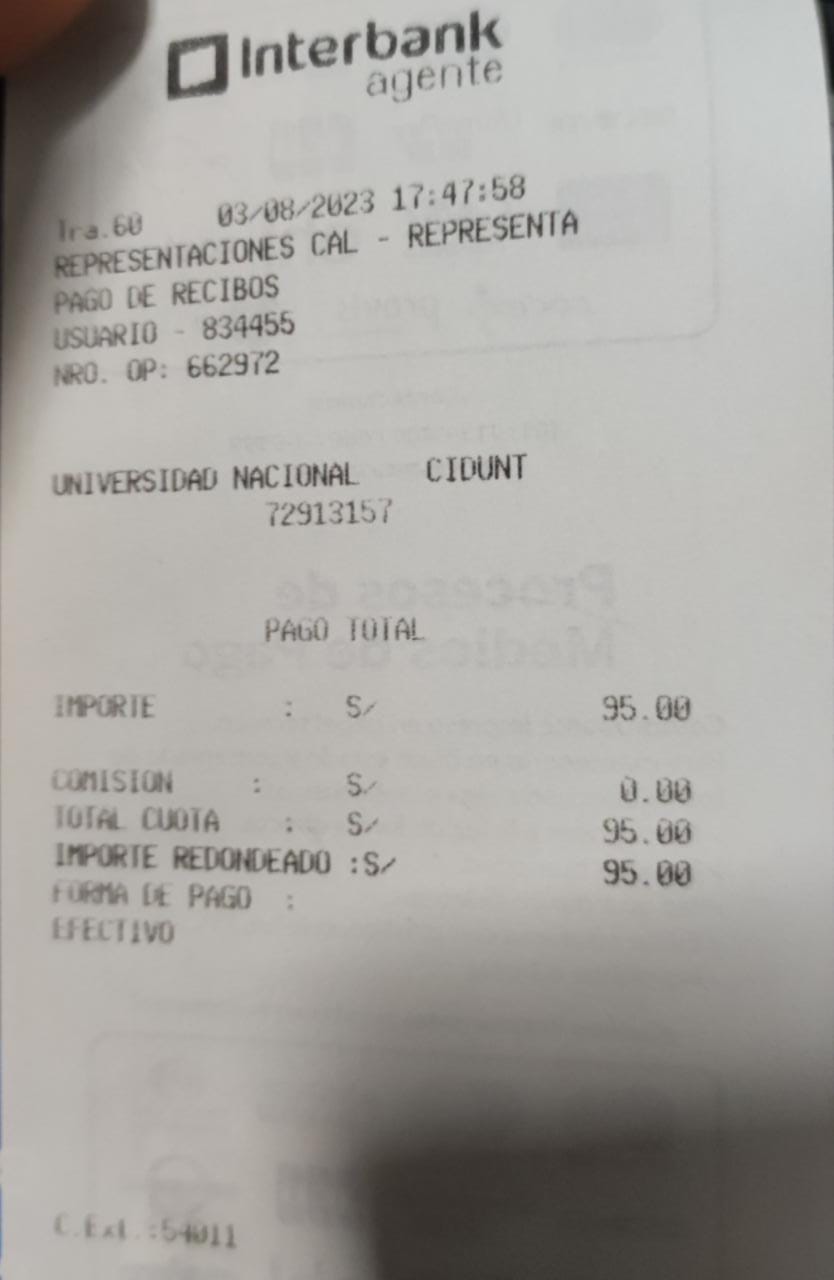 Interbank
agente
Tra.60 03/08/2023 17:47:58
REPRESENTACIONES CAL - REPRESENTA
PAGO DE RECIBOS
USUARIO - 834455
NRO. OP: 662972
UNIVERSIDAD NACIONAL CIDUNT
72913157
PAGO TOTAL
IMPORTE : S/ 95.00
COMISION : S/ 0.00
TOTAL CUOTA : S/ 95.00
IMPORTE REDONDEADO :S/ 95.00
FORMA DE PAGO :
EFECTIVO
C.Ext.:54011